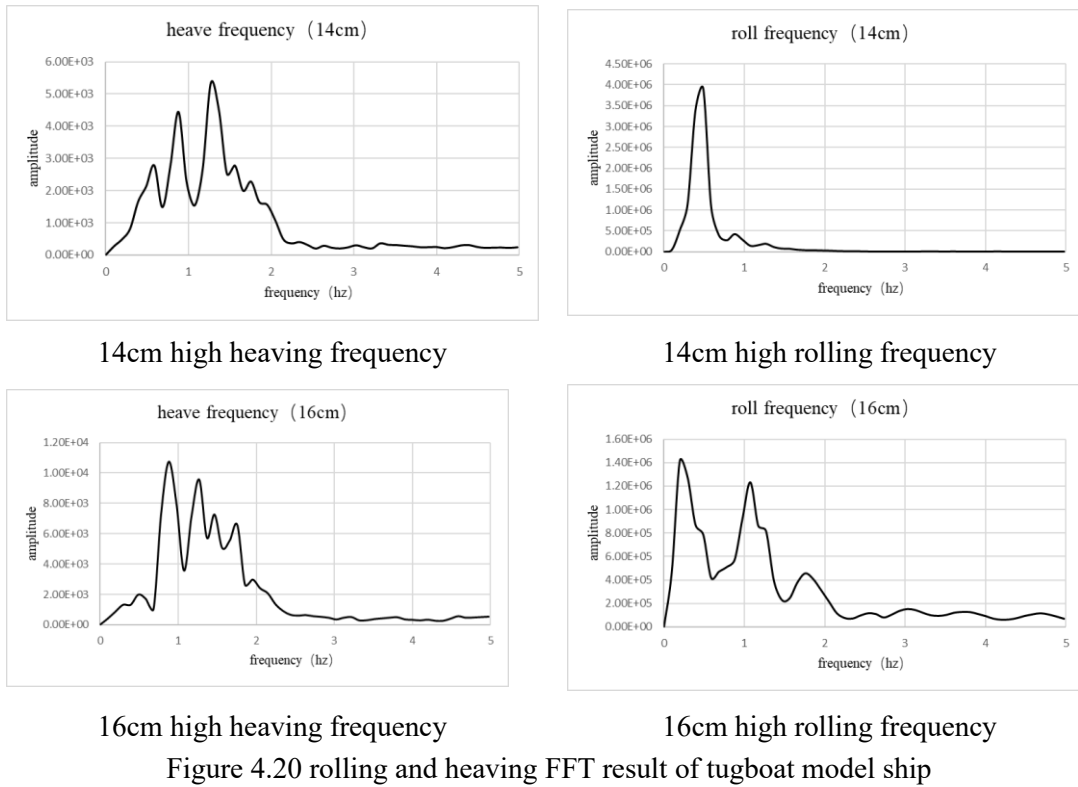 heave frequency（14cm）
6.00E+03
5.00E+03
4.00E+03
3.00E+03
2.00E+03
1.00E+03
0.00E+00
amplitude
0 1 2 3 4 5
frequency（hz）
roll frequency（14cm）
4.50E+06
4.00E+06
3.50E+06
3.00E+06
2.50E+06
2.00E+06
1.50E+06
1.00E+06
5.00E+05
0.00E+00
amplitude
0 1 2 3 4 5
frequency（hz）
14cm high heaving frequency
14cm high rolling frequency
heave frequency（16cm）
1.20E+04
1.00E+04
8.00E+03
6.00E+03
4.00E+03
2.00E+03
0.00E+00
amplitude
0 1 2 3 4 5
frequency（hz）
roll frequency（16cm）
1.60E+06
1.40E+06
1.20E+06
1.00E+06
8.00E+05
6.00E+05
4.00E+05
2.00E+05
0.00E+00
amplitude
0 1 2 3 4 5
frequency（hz）
16cm high heaving frequency
16cm high rolling frequency
Figure 4.20 rolling and heaving FFT result of tugboat model ship